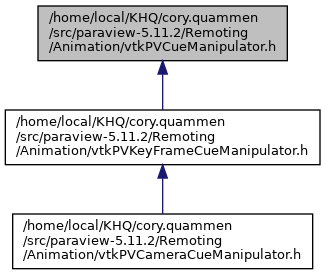 /home/local/KHQ/cory.quammen
/src/paraview-5.11.2/Remoting
/Animation/vtkPVCueManipulator.h
/home/local/KHQ/cory.quammen
/src/paraview-5.11.2/Remoting
/Animation/vtkPVKeyFrameCueManipulator.h
/home/local/KHQ/cory.quammen
/src/paraview-5.11.2/Remoting
/Animation/vtkPVCameraCueManipulator.h